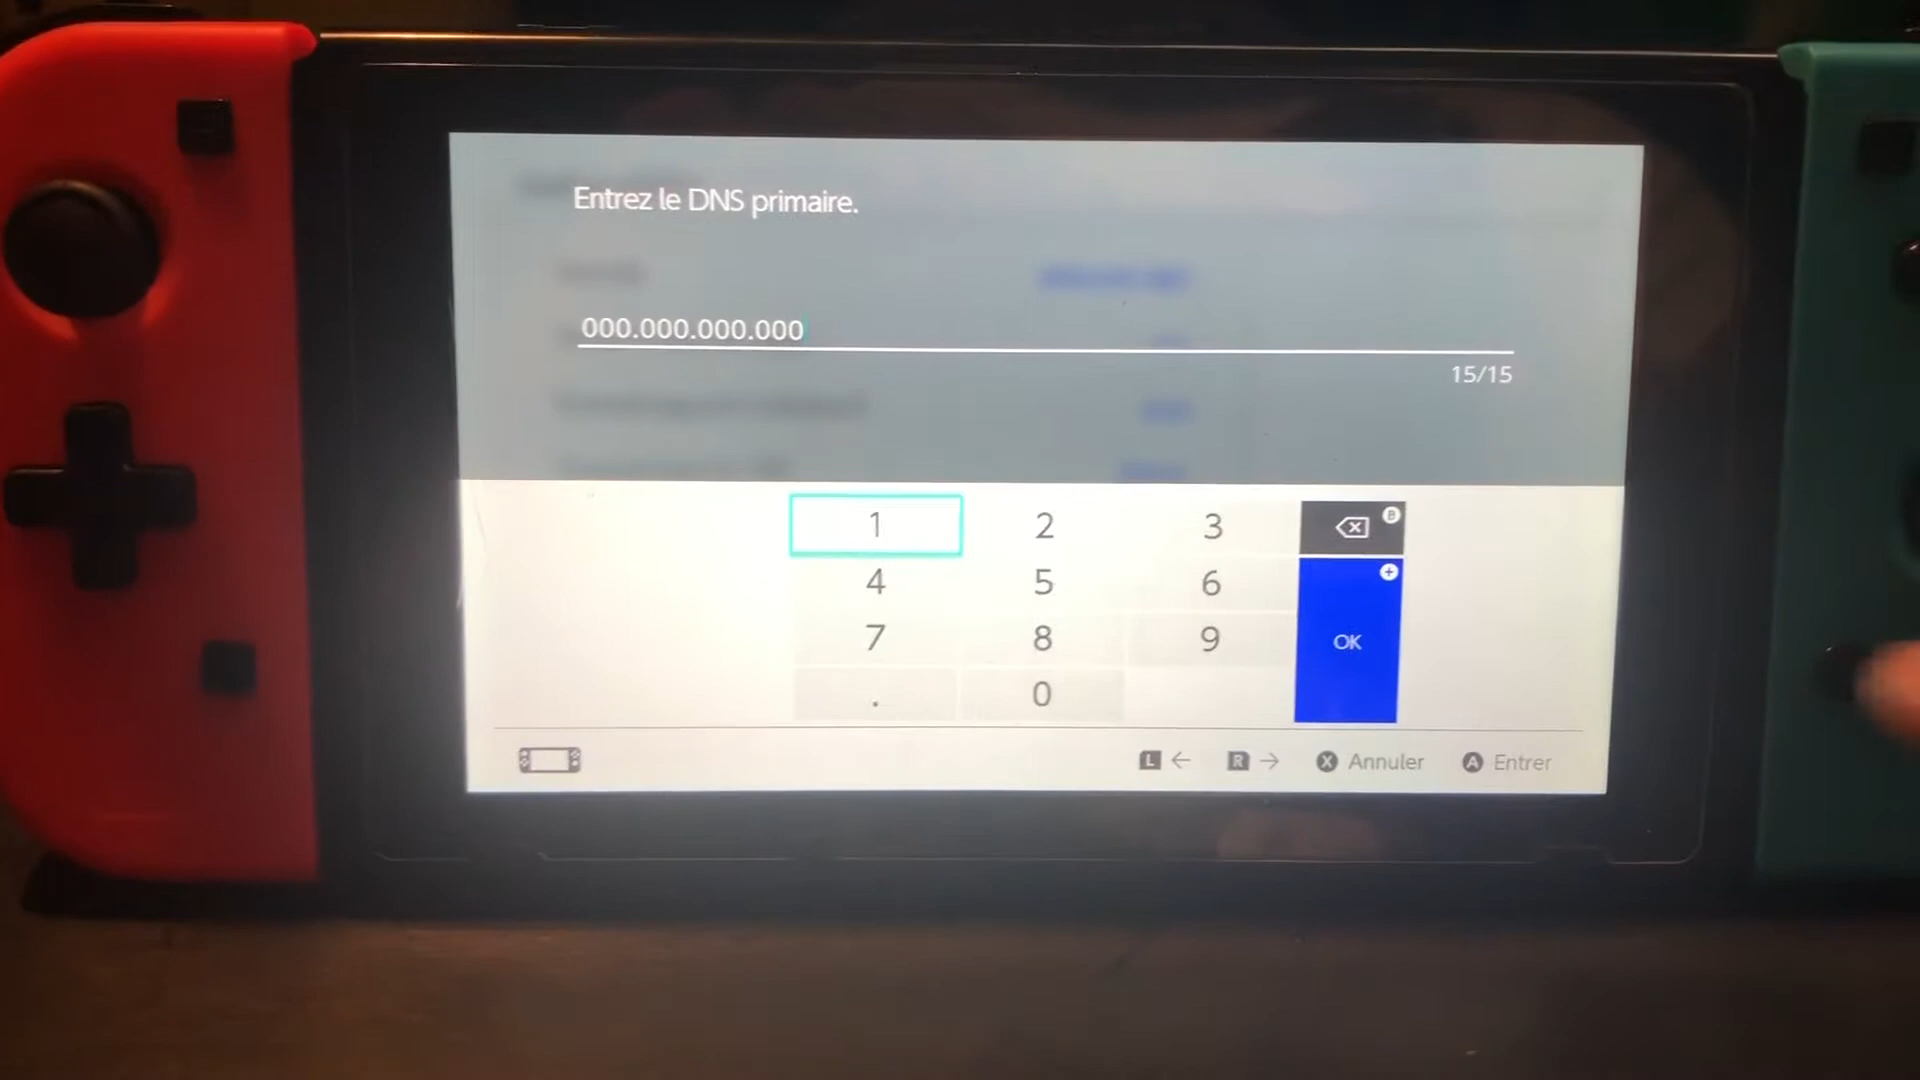 Entrez le DNS primaire.
000.000.000.000
15/15
1 2 3 B
4 5 6 +
7 8 9 OK
. 0
L ← R → X Annuler A Entrer